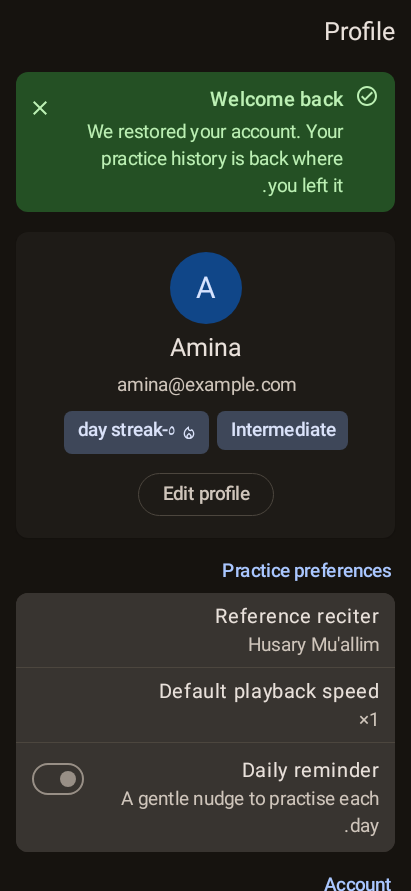 Profile
Welcome back
We restored your account. Your
practice history is back where
.you left it
A
Amina
amina@example.com
Intermediate
day streak-٥
Edit profile
Practice preferences
Reference reciter
Husary Mu'allim
Default playback speed
×1
Daily reminder
A gentle nudge to practise each
.day
Account